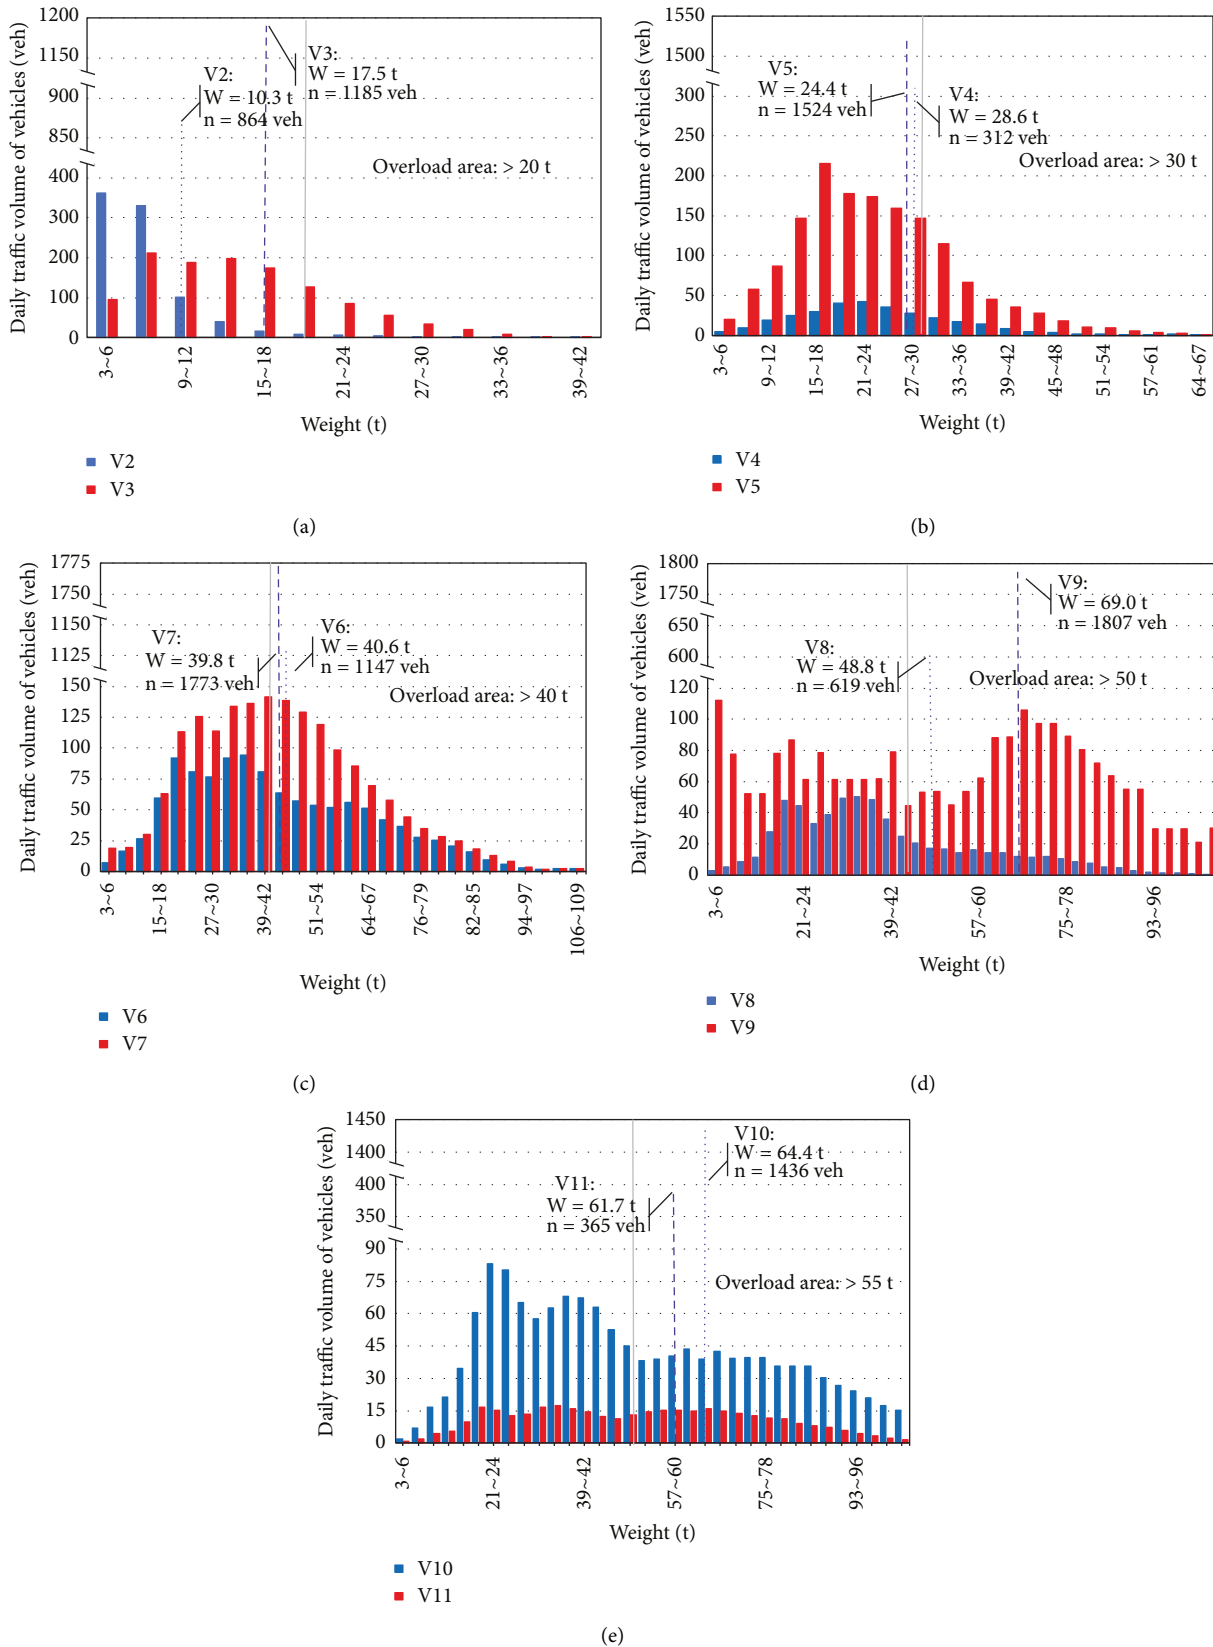 Daily traffic volume of vehicles (veh)
1200
1150
900
850
400
300
200
100
0
V2:
W = 10.3 t
n = 864 veh
V3:
W = 17.5 t
n = 1185 veh
Overload area: > 20 t
3~6
9~12
15~18
21~24
27~30
33~36
39~42
Weight (t)
V2
V3
(a)
Daily traffic volume of vehicles (veh)
1550
1500
300
250
200
150
100
50
0
V5:
W = 24.4 t
n = 1524 veh
V4:
W = 28.6 t
n = 312 veh
Overload area: > 30 t
3~6
9~12
15~18
21~24
27~30
33~36
39~42
45~48
51~54
57~61
64~67
Weight (t)
V4
V5
(b)
Daily traffic volume of vehicles (veh)
1775
1750
1150
1125
150
125
100
75
50
25
0
V7:
W = 39.8 t
n = 1773 veh
V6:
W = 40.6 t
n = 1147 veh
Overload area: > 40 t
3~6
15~18
27~30
39~42
51~54
64~67
76~79
82~85
94~97
106~109
Weight (t)
V6
V7
(c)
Daily traffic volume of vehicles (veh)
1800
1750
650
600
120
100
80
60
40
20
0
V8:
W = 48.8 t
n = 619 veh
V9:
W = 69.0 t
n = 1807 veh
Overload area: > 50 t
3~6
21~24
39~42
57~60
75~78
93~96
Weight (t)
V8
V9
(d)
Daily traffic volume of vehicles (veh)
1450
1400
400
350
90
75
60
45
30
15
0
V11:
W = 61.7 t
n = 365 veh
V10:
W = 64.4 t
n = 1436 veh
Overload area: > 55 t
3~6
21~24
39~42
57~60
75~78
93~96
Weight (t)
V10
V11
(e)